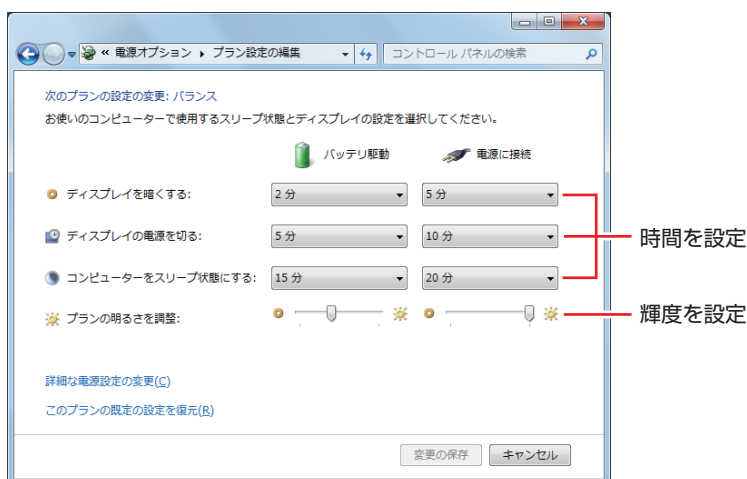 « 電源オプション ▸ プラン設定の編集
コントロール パネルの検索
次のプランの設定の変更: バランス
お使いのコンピューターで使用するスリープ状態とディスプレイの設定を選択してください。
バッテリ駆動 電源に接続
ディスプレイを暗くする: 2 分 5 分
ディスプレイの電源を切る: 5 分 10 分
時間を設定
コンピューターをスリープ状態にする: 15 分 20 分
プランの明るさを調整:
輝度を設定
詳細な電源設定の変更(C)
このプランの既定の設定を復元(R)
変更の保存 キャンセル